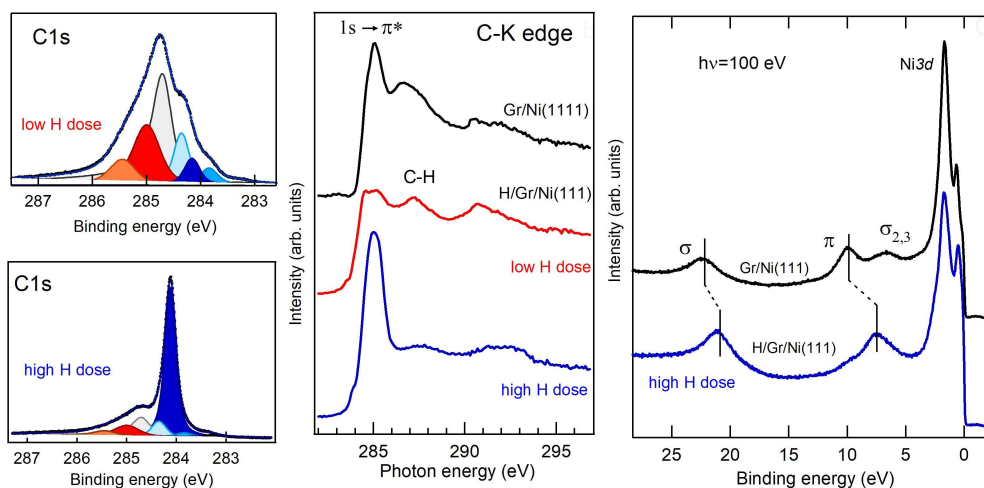 C1s
low H dose
287
286
285
284
283
Binding energy (eV)
C1s
high H dose
287
286
285
284
283
Binding energy (eV)
1s → π*
C-K edge
Gr/Ni(1111)
C-H
H/Gr/Ni(111)
low H dose
high H dose
Intensity (arb. units)
285
290
295
Photon energy (eV)
hν=100 eV
Ni3d
σ
π
σ2,3
Gr/Ni(111)
H/Gr/Ni(111)
high H dose
Intensity (arb. units)
25
20
15
10
5
0
Binding energy (eV)